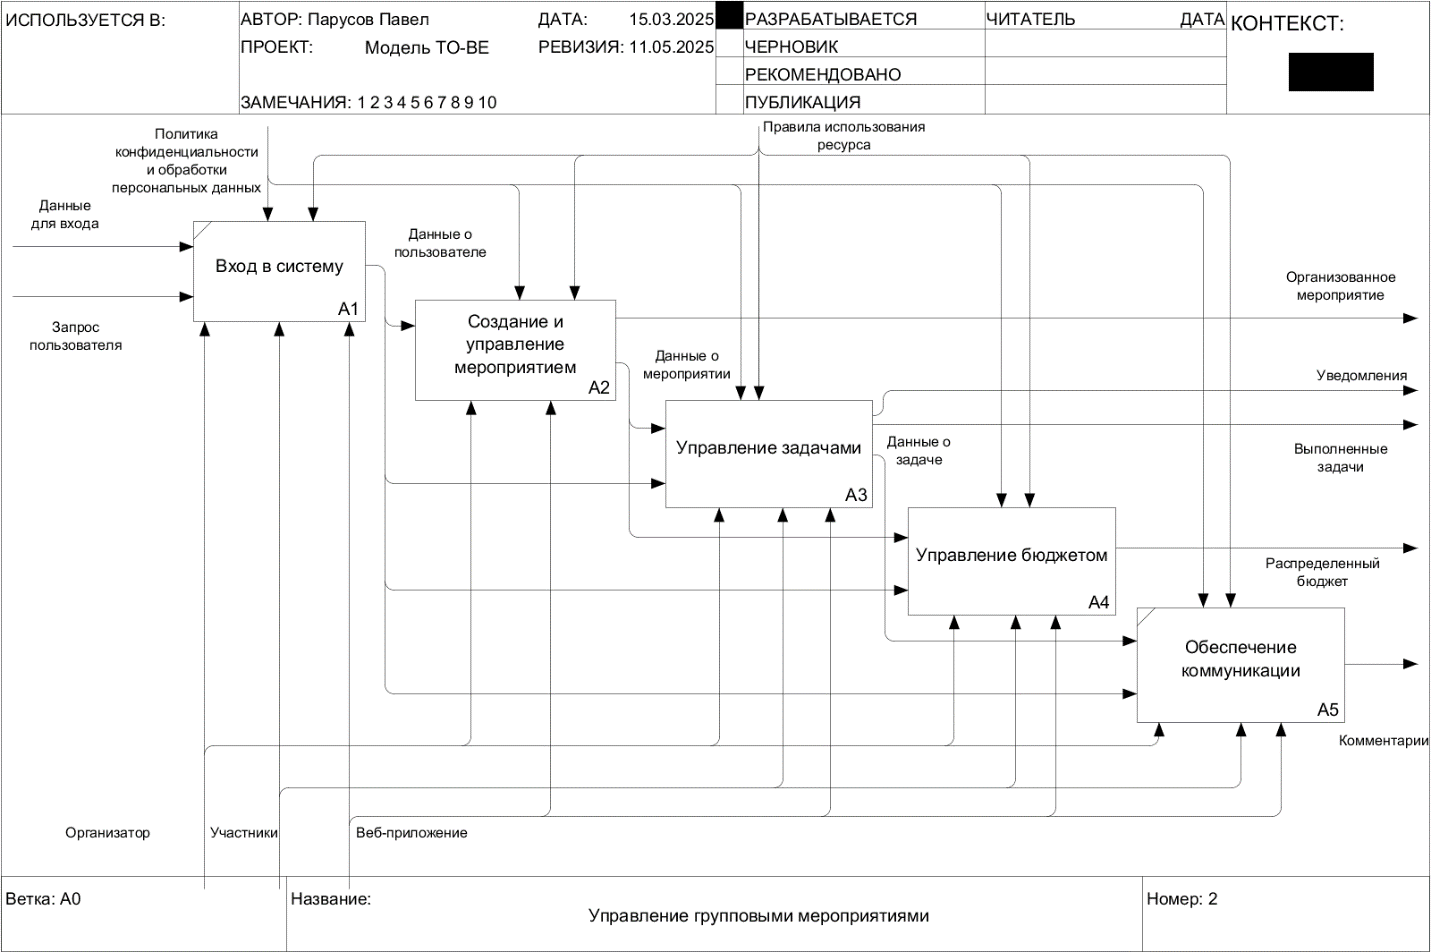 ИСПОЛЬЗУЕТСЯ В:
АВТОР: Парусов Павел
ДАТА: 15.03.2025
ПРОЕКТ: Модель TO-BE
РЕВИЗИЯ: 11.05.2025
ЗАМЕЧАНИЯ: 1 2 3 4 5 6 7 8 9 10
РАЗРАБАТЫВАЕТСЯ
ЧЕРНОВИК
РЕКОМЕНДОВАНО
ПУБЛИКАЦИЯ
ЧИТАТЕЛЬ
ДАТА
КОНТЕКСТ:
Политика
конфиденциальности
и обработки
персональных данных
Правила использования
ресурса
Данные
для входа
Запрос
пользователя
Вход в систему
A1
Данные о
пользователе
Создание и
управление
мероприятием
A2
Организованное
мероприятие
Данные о
мероприятии
Уведомления
Управление задачами
A3
Данные о
задаче
Выполненные
задачи
Управление бюджетом
A4
Распределенный
бюджет
Обеспечение
коммуникации
A5
Комментарии
Организатор
Участники
Веб-приложение
Ветка: A0
Название:
Управление групповыми мероприятиями
Номер: 2